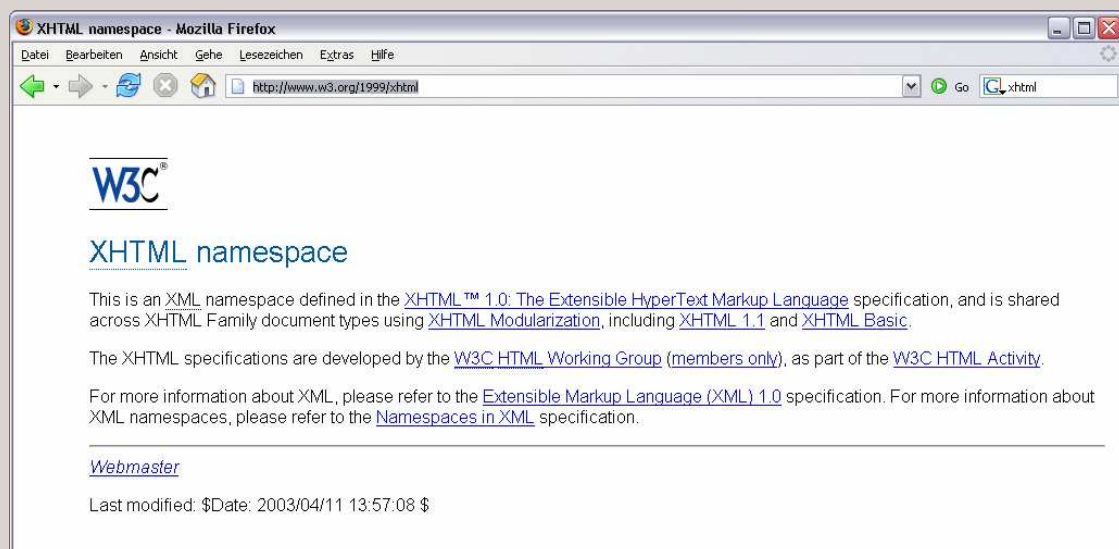 XHTML namespace - Mozilla Firefox
Datei Bearbeiten Ansicht Gehe Lesezeichen Extras Hilfe
http://www.w3.org/1999/xhtml Go G xhtml
W3C®
XHTML namespace
This is an XML namespace defined in the XHTML™ 1.0: The Extensible HyperText Markup Language specification, and is shared
across XHTML Family document types using XHTML Modularization, including XHTML 1.1 and XHTML Basic.
The XHTML specifications are developed by the W3C HTML Working Group (members only), as part of the W3C HTML Activity.
For more information about XML, please refer to the Extensible Markup Language (XML) 1.0 specification. For more information about
XML namespaces, please refer to the Namespaces in XML specification.
Webmaster
Last modified: $Date: 2003/04/11 13:57:08 $